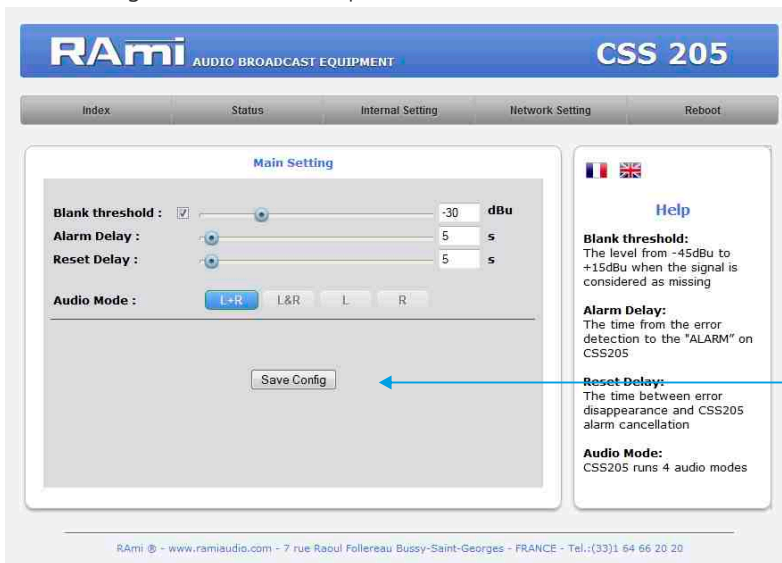 RAmi AUDIO BROADCAST EQUIPMENT
CSS 205
Index Status Internal Setting Network Setting Reboot
Main Setting
Blank threshold : -30 dBu
Alarm Delay : 5 s
Reset Delay : 5 s
Audio Mode : L+R L&R L R
Save Config
Help
Blank threshold:
The level from -45dBu to
+15dBu when the signal is
considered as missing
Alarm Delay:
The time from the error
detection to the "ALARM" on
CSS205
Reset Delay:
The time between error
disappearance and CSS205
alarm cancellation
Audio Mode:
CSS205 runs 4 audio modes
RAmi ® - www.ramiaudio.com - 7 rue Raoul Follereau Bussy-Saint-Georges - FRANCE - Tel.:(33)1 64 66 20 20